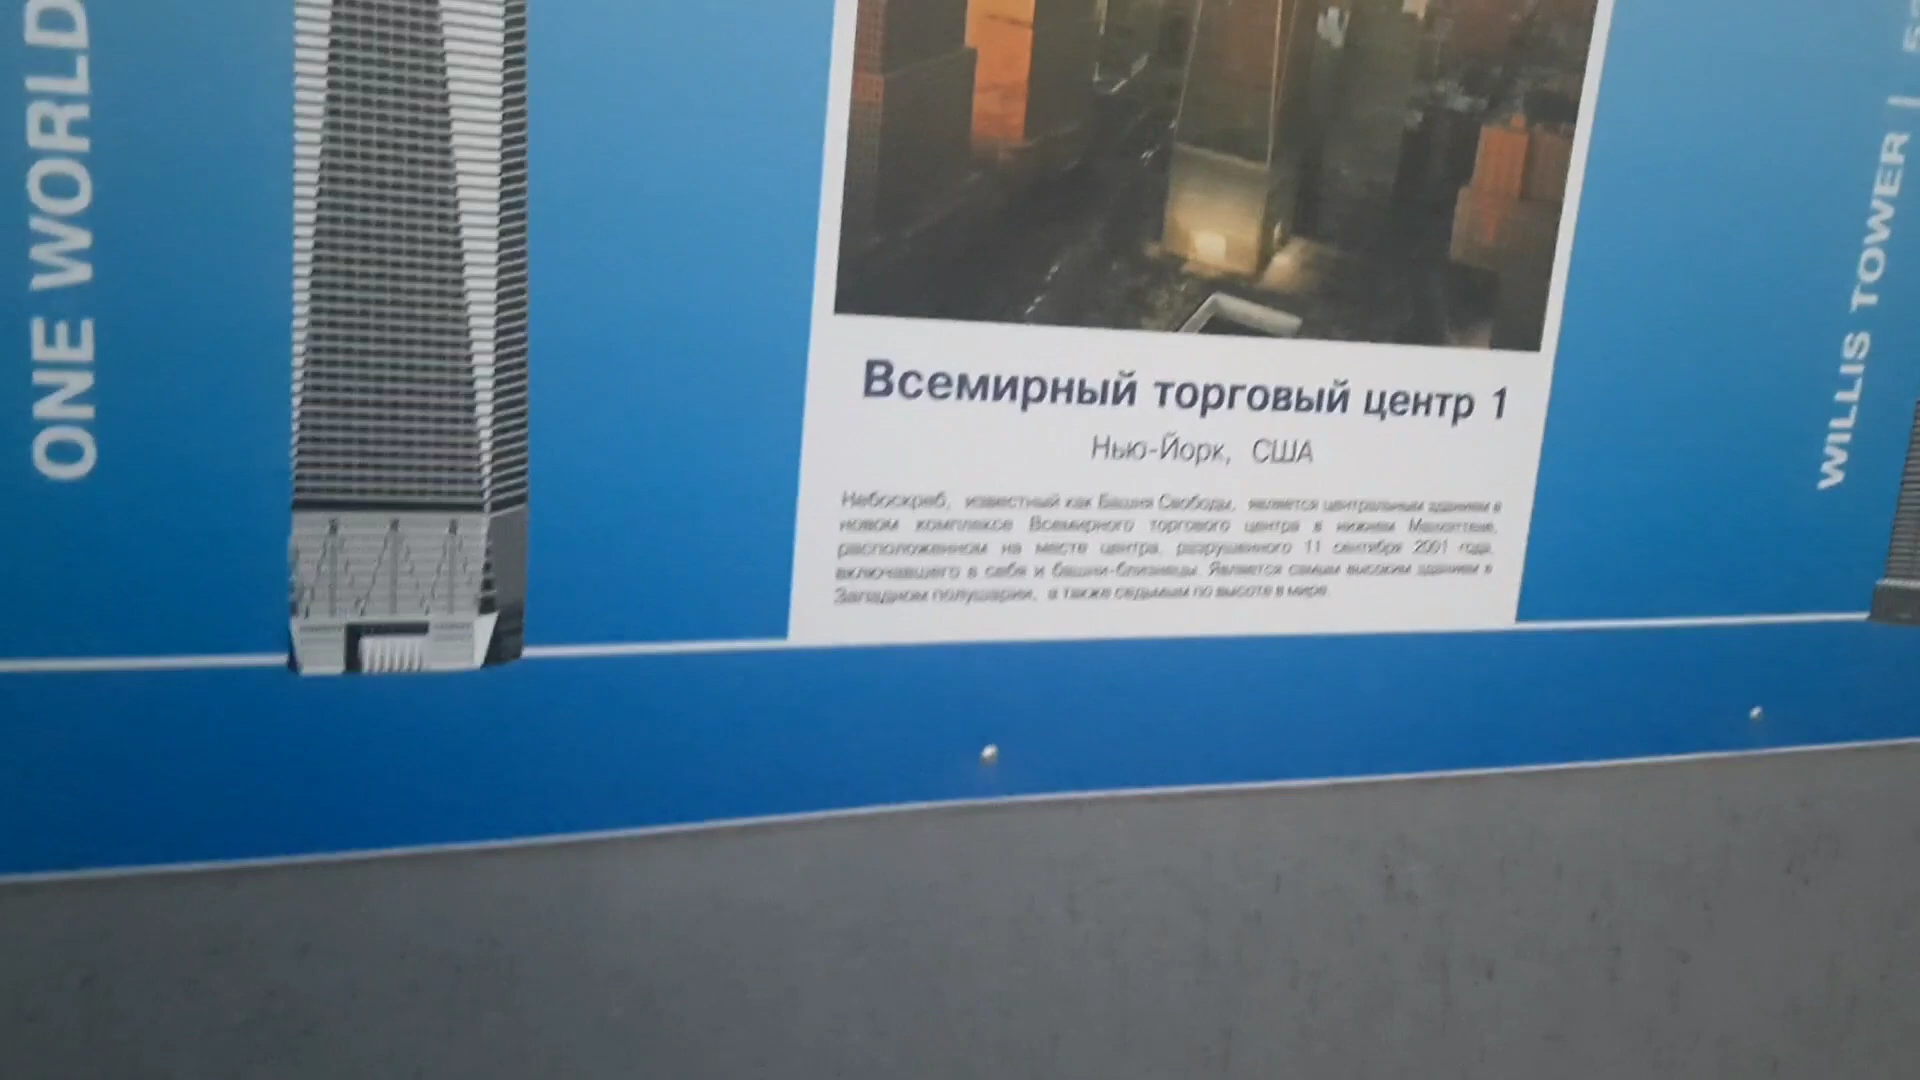 ONE WORLD
Всемирный торговый центр 1
Нью-Йорк, США
Небоскреб, известный как Башня Свободы, является центральным зданием в
новом комплексе Всемирного торгового центра в нижнем Манхэттене,
расположенном на месте центра, разрушенного 11 сентября 2001 года,
включавшего в себя и башни-близнецы. Является самым высоким зданием в
Западном полушарии, а также седьмым по высоте в мире.
WILLIS TOWER |